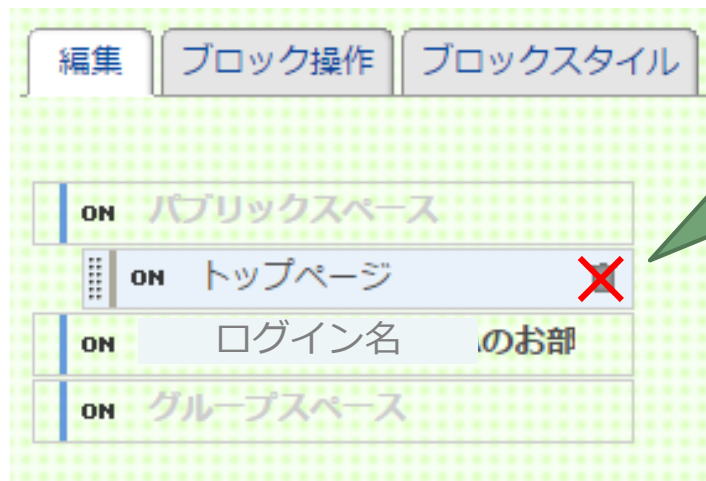 編集 ブロック操作 ブロックスタイル
ON パブリックスペース
ON トップページ
ON ログイン名 のお部
ON グループスペース